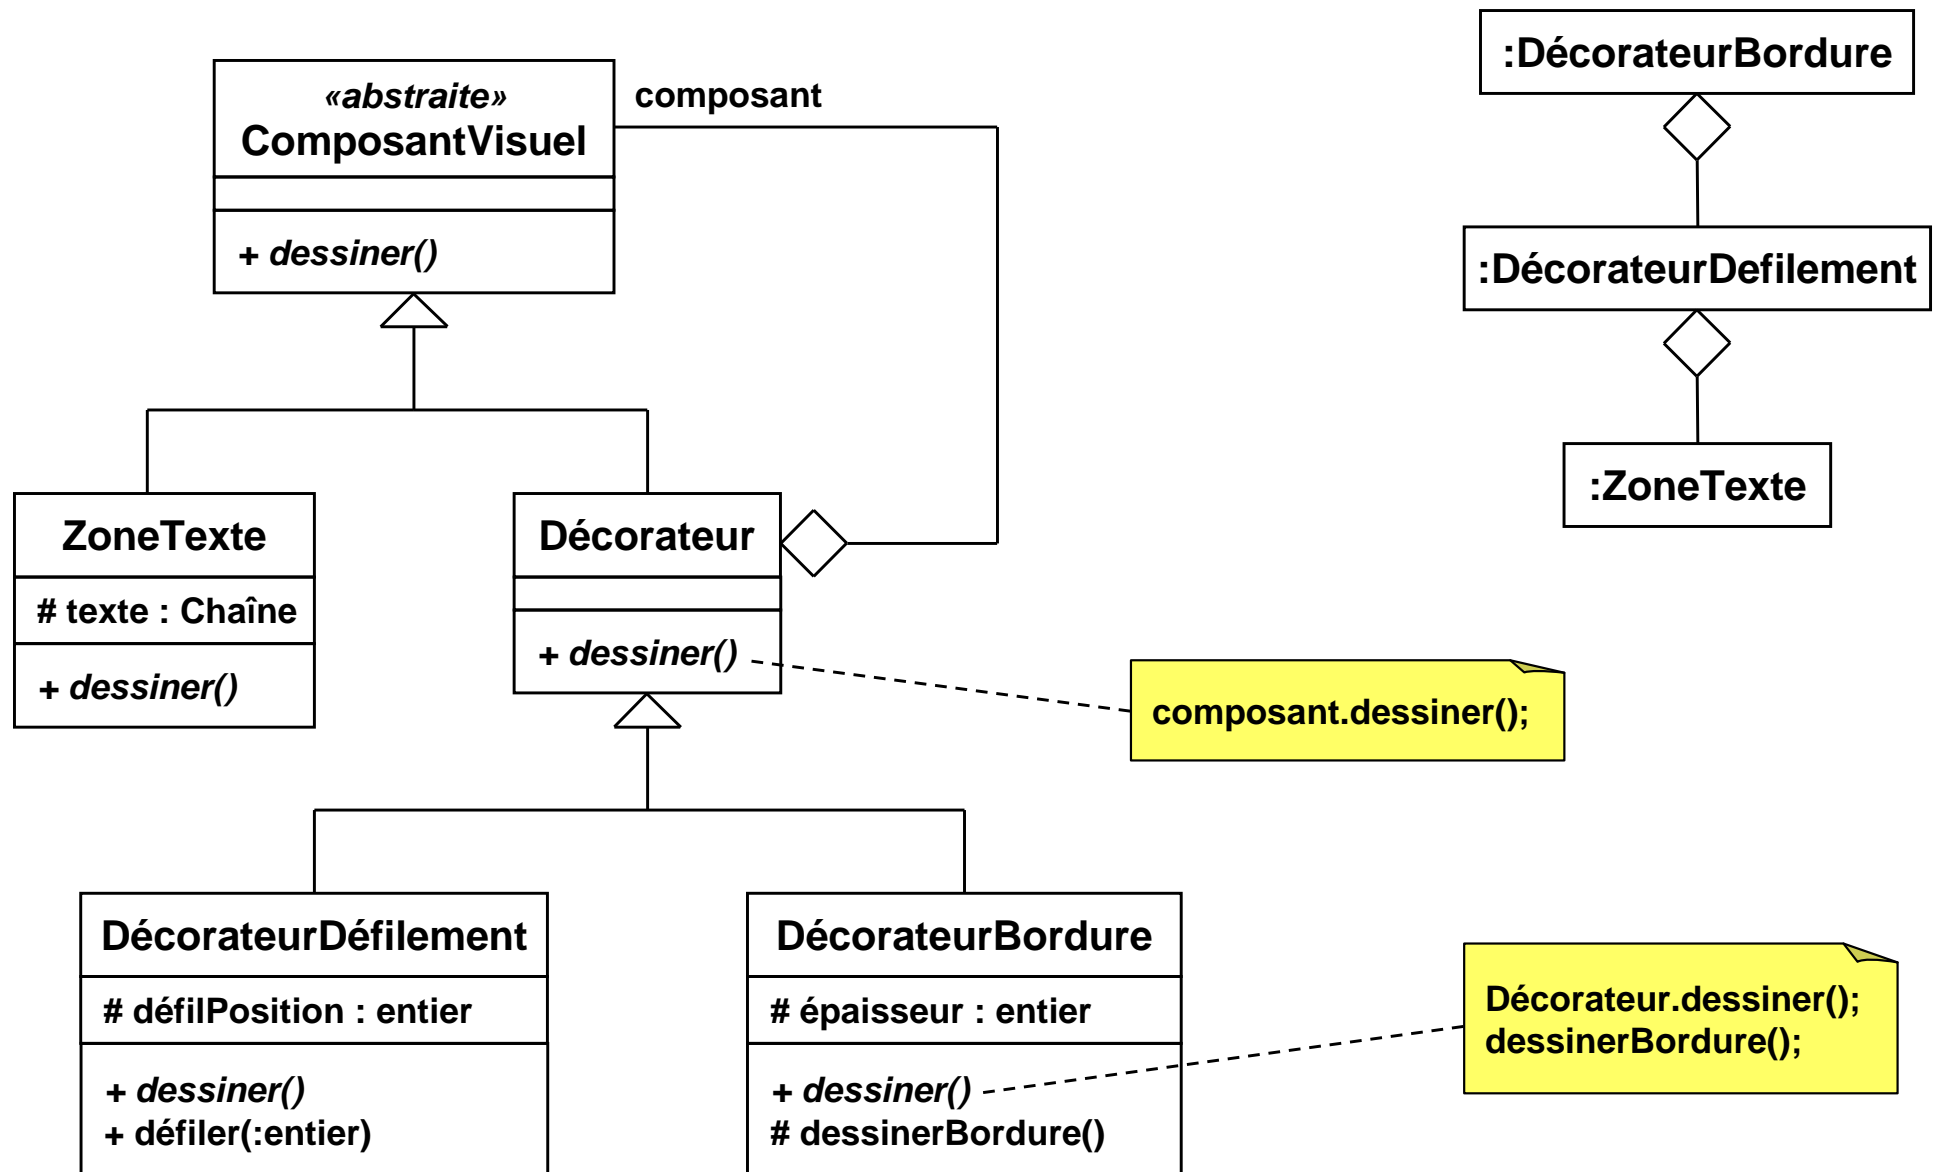 «abstraite»
ComposantVisuel
+ dessiner()
composant
:DécorateurBordure
:DécorateurDefilement
:ZoneTexte
ZoneTexte
# texte : Chaîne
+ dessiner()
Décorateur
+ dessiner()
composant.dessiner();
DécorateurDéfilement
# défilPosition : entier
+ dessiner()
+ défiler(:entier)
DécorateurBordure
# épaisseur : entier
+ dessiner()
# dessinerBordure()
Décorateur.dessiner();
dessinerBordure();